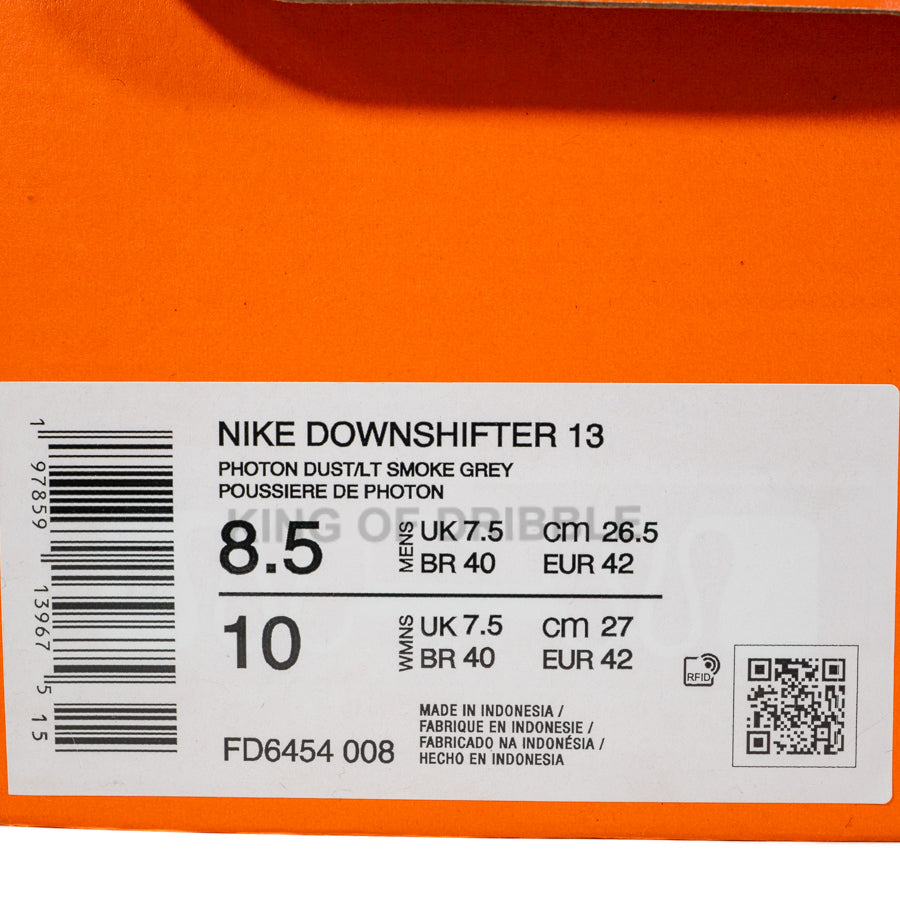 NIKE DOWNSHIFTER 13
PHOTON DUST/LT SMOKE GREY
POUSSIERE DE PHOTON
KING OF DRIBBLE
8.5 MENS UK 7.5 cm 26.5
BR 40 EUR 42
10 WMNS UK 7.5 cm 27
BR 40 EUR 42
RFID
MADE IN INDONESIA /
FABRIQUE EN INDONESIE /
FABRICADO NA INDONÉSIA /
HECHO EN INDONESIA
FD6454 008
1 97859 13967 5 15